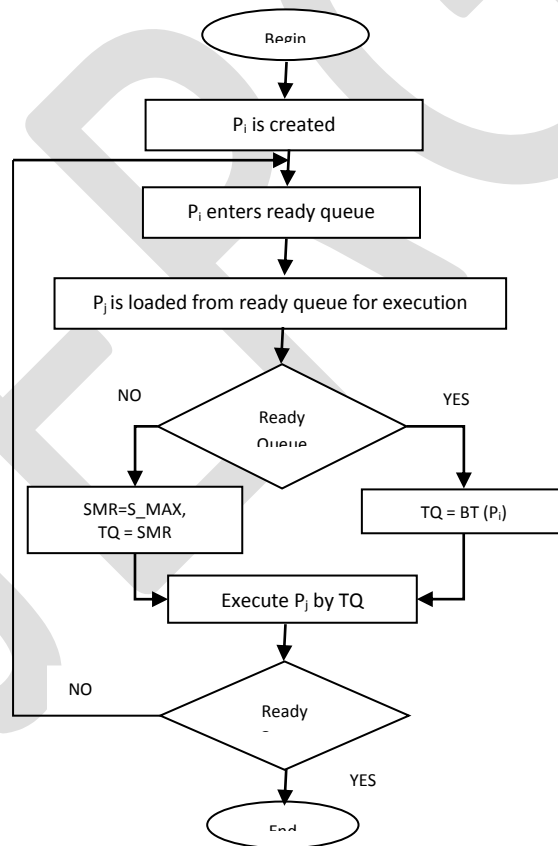 Begin
Pᵢ is created
Pᵢ enters ready queue
Pⱼ is loaded from ready queue for execution
NO
YES
Ready
Queue
SMR=S_MAX,
TQ = SMR
TQ = BT (Pᵢ)
Execute Pⱼ by TQ
NO
Ready
YES
End